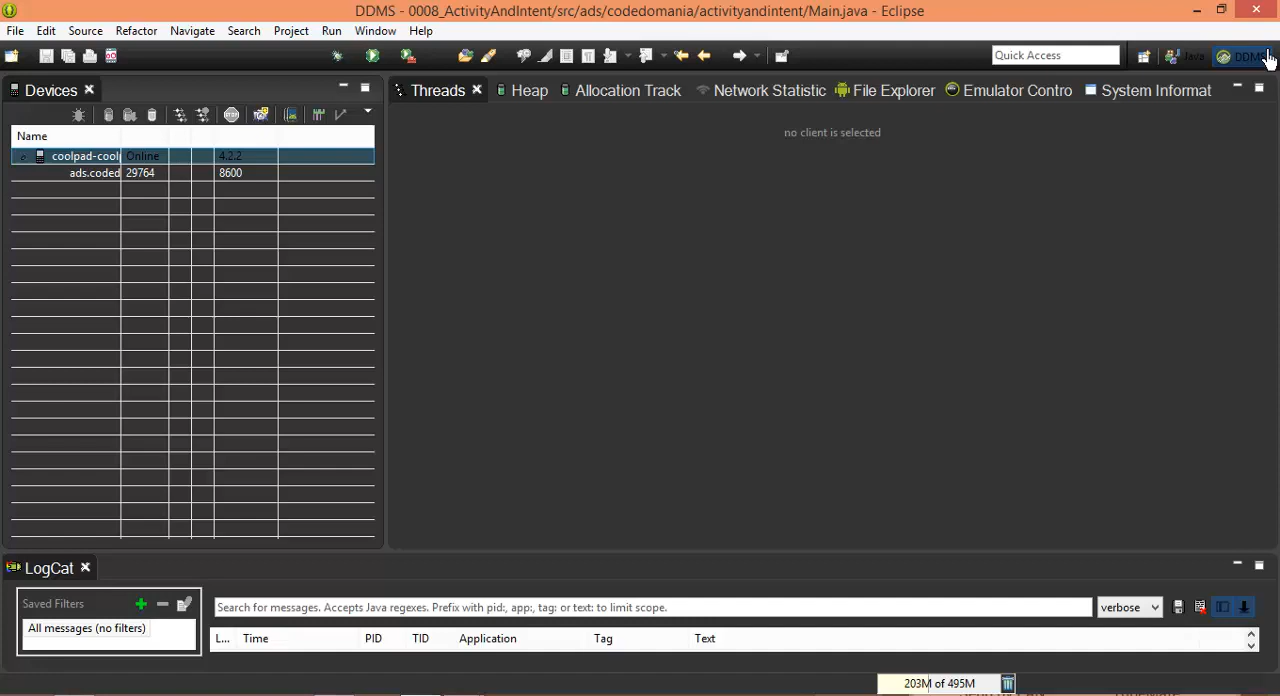 DDMS - 0008_ActivityAndIntent/src/ads/codedomania/activityandintent/Main.java - Eclipse
File Edit Source Refactor Navigate Search Project Run Window Help
Quick Access
Java
DDMS
Devices
Threads Heap Allocation Track Network Statistic File Explorer Emulator Contro System Informat
Name
coolpad-cool Online 4.2.2
ads.coded 29764 8600
no client is selected
LogCat
Saved Filters
All messages (no filters)
Search for messages. Accepts Java regexes. Prefix with pid:, app:, tag: or text: to limit scope.
verbose
L... Time PID TID Application Tag Text
203M of 495M